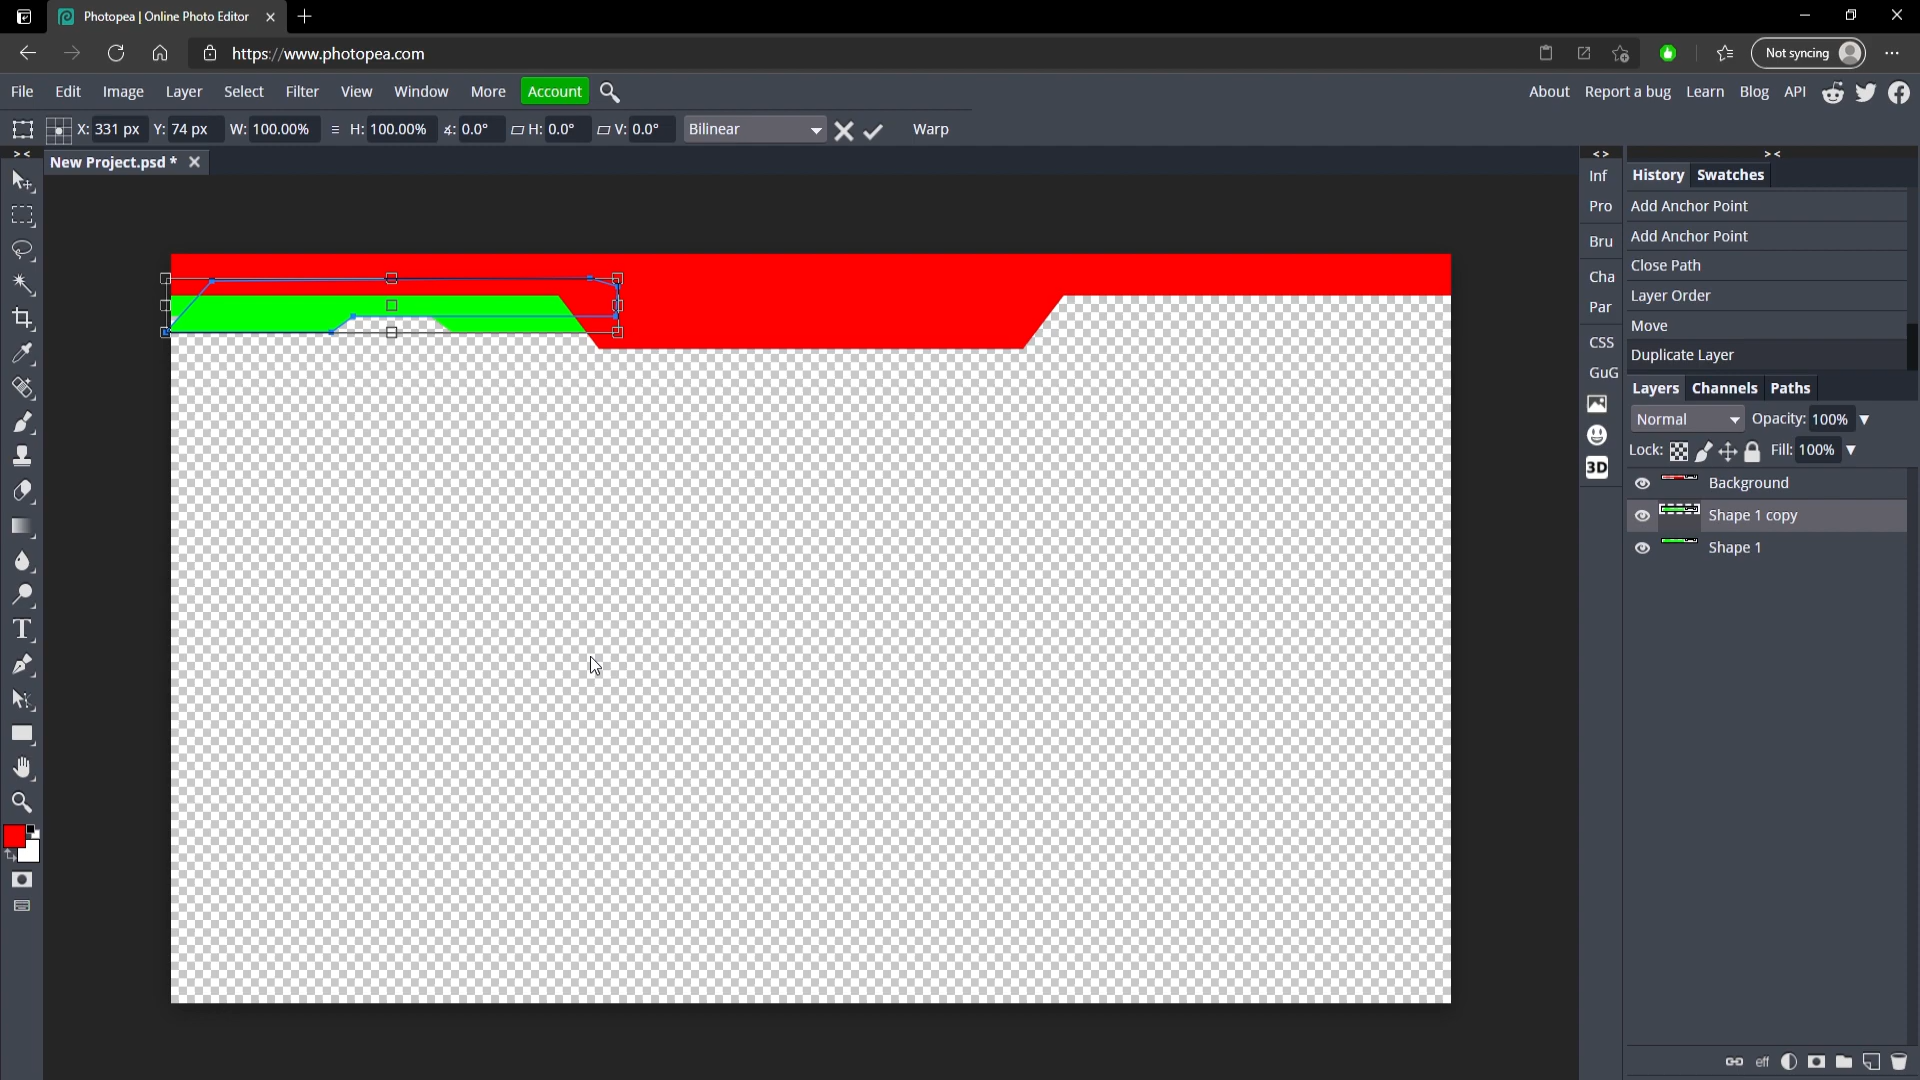 Photopea | Online Photo Editor
https://www.photopea.com
Not syncing
File Edit Image Layer Select Filter View Window More Account
About Report a bug Learn Blog API
X: 331 px Y: 74 px W: 100.00% H: 100.00% 0.0° H: 0.0° V: 0.0° Bilinear Warp
> < New Project.psd * < > > <
Inf
Pro
Bru
Cha
Par
CSS
GuG
3D
History Swatches
Add Anchor Point
Add Anchor Point
Close Path
Layer Order
Move
Duplicate Layer
Layers Channels Paths
Normal Opacity: 100%
Lock: Fill: 100%
Background
Shape 1 copy
Shape 1
T
eff